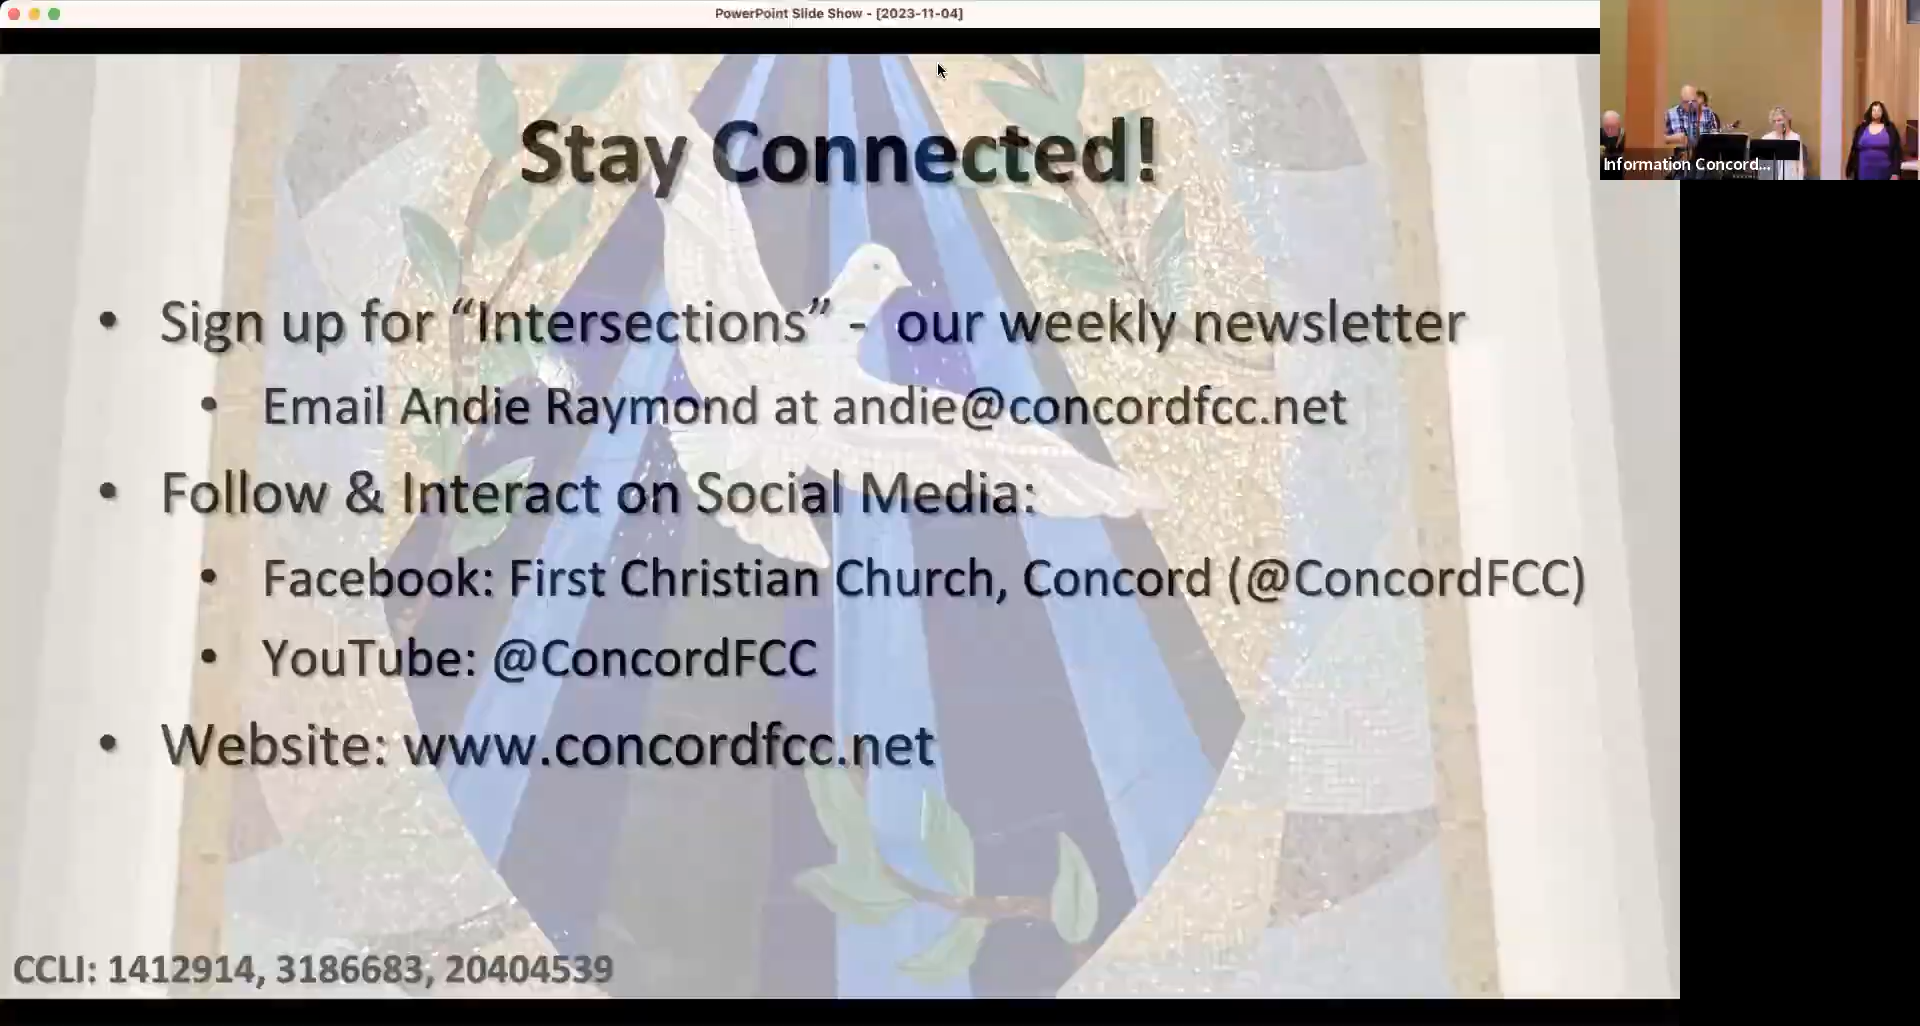 PowerPoint Slide Show - [2023-11-04]
Information Concord...
Stay Connected!
• Sign up for “Intersections” - our weekly newsletter
• Email Andie Raymond at andie@concordfcc.net
• Follow & Interact on Social Media:
• Facebook: First Christian Church, Concord (@ConcordFCC)
• YouTube: @ConcordFCC
• Website: www.concordfcc.net
CCLI: 1412914, 3186683, 20404539